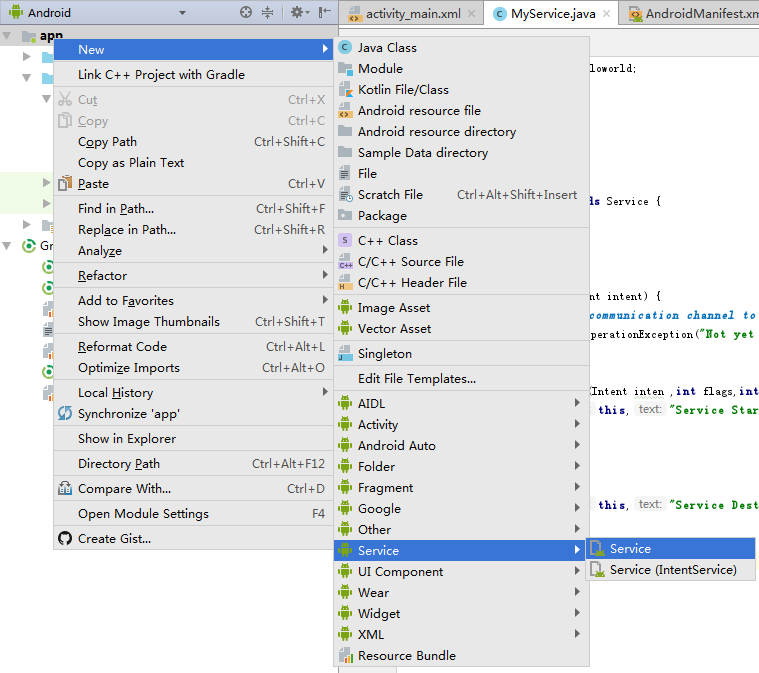 Android
activity_main.xml
MyService.java
AndroidManifest.xm
app
New
Link C++ Project with Gradle
Cut Ctrl+X
Copy Ctrl+C
Copy Path Ctrl+Shift+C
Copy as Plain Text
Paste Ctrl+V
Find in Path... Ctrl+Shift+F
Replace in Path... Ctrl+Shift+R
Analyze
Refactor
Add to Favorites
Show Image Thumbnails Ctrl+Shift+T
Reformat Code Ctrl+Alt+L
Optimize Imports Ctrl+Alt+O
Local History
Synchronize 'app'
Show in Explorer
Directory Path Ctrl+Alt+F12
Compare With... Ctrl+D
Open Module Settings F4
Create Gist...
Gr
Java Class
Module
Kotlin File/Class
Android resource file
Android resource directory
Sample Data directory
File
Scratch File Ctrl+Alt+Shift+Insert
Package
C++ Class
C/C++ Source File
C/C++ Header File
Image Asset
Vector Asset
Singleton
Edit File Templates...
AIDL
Activity
Android Auto
Folder
Fragment
Google
Other
Service
UI Component
Wear
Widget
XML
Resource Bundle
Service
Service (IntentService)
loworld;
ds Service {
nt intent) {
communication channel to
perationException("Not yet
(Intent inten ,int flags,int
this, text: "Service Star
this, text: "Service Dest